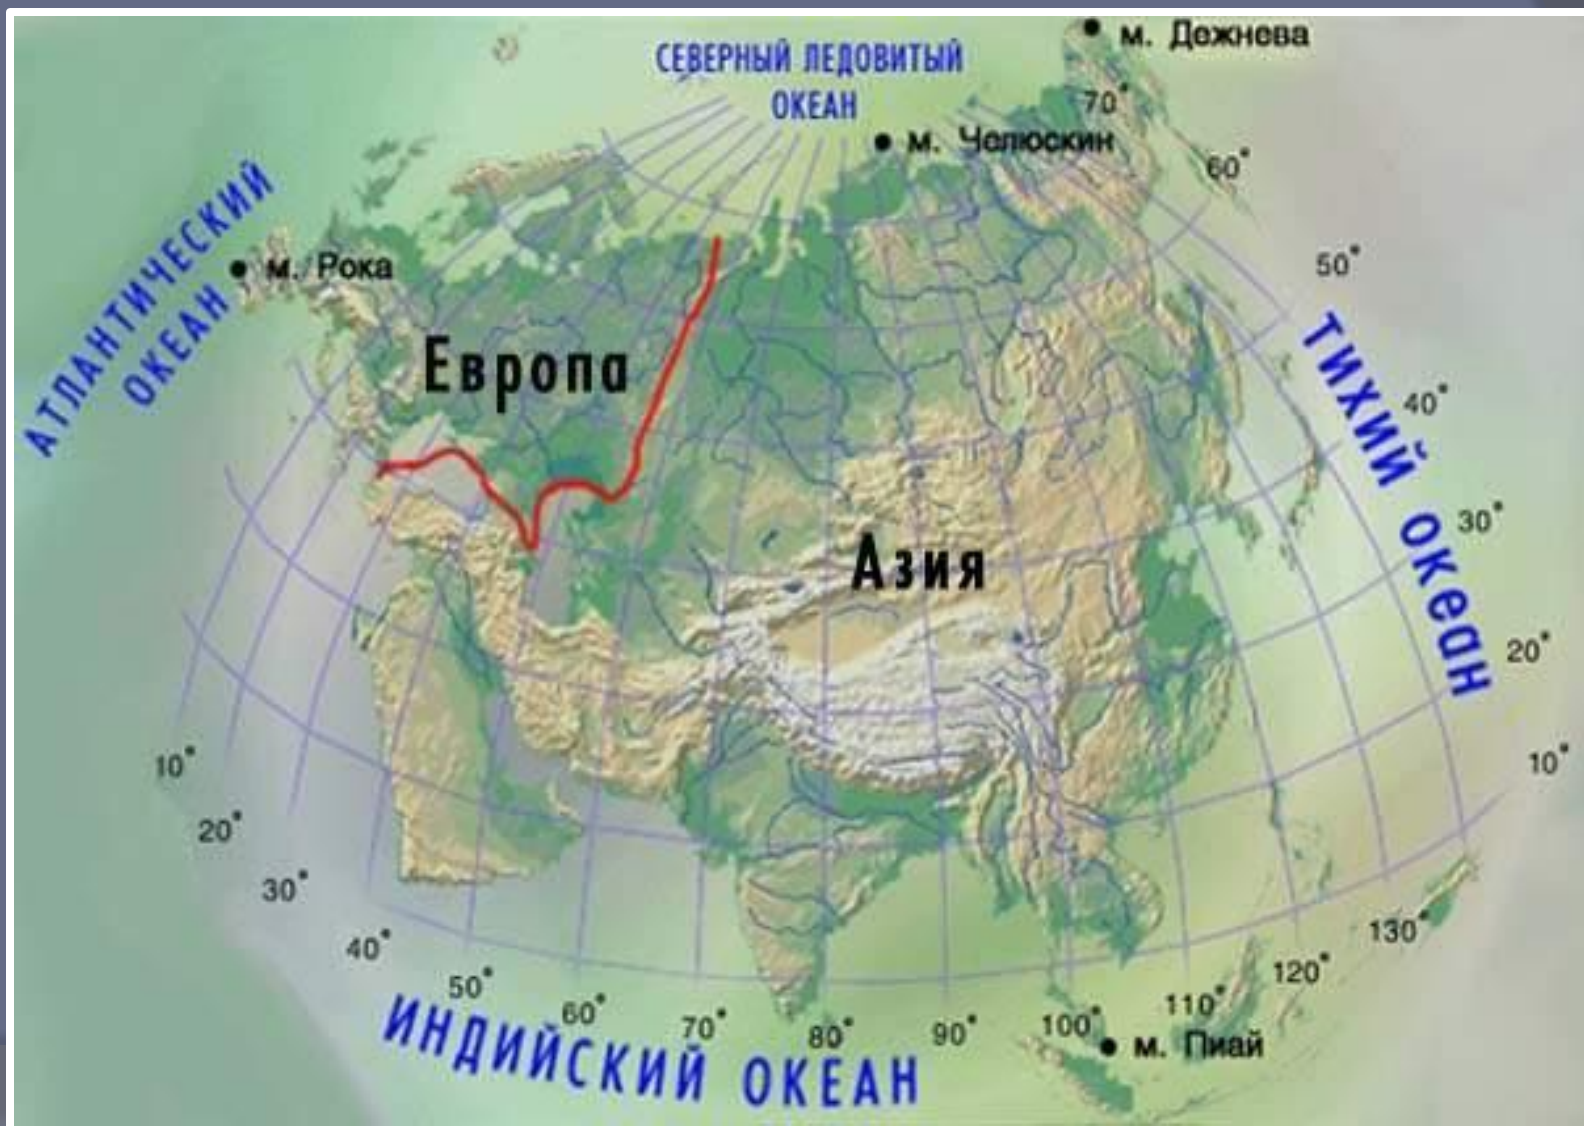 м. Дежнева
СЕВЕРНЫЙ ЛЕДОВИТЫЙ
ОКЕАН
70°
м. Челюскин
60°
АТЛАНТИЧЕСКИЙ
ОКЕАН
м. Рока
50°
Европа
ТИХИЙ ОКЕАН
40°
30°
Азия
20°
10°
10°
20°
30°
40°
50°
60°
70°
80°
90°
100°
110°
120°
130°
м. Пиай
ИНДИЙСКИЙ ОКЕАН